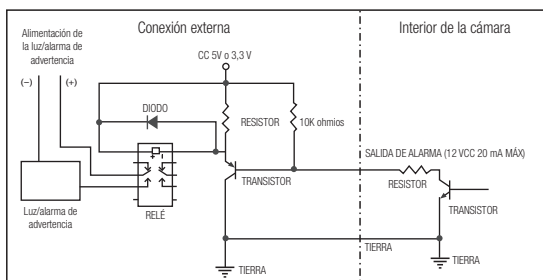 Conexión externa
Interior de la cámara
Alimentación de
la luz/alarma de
advertencia
(–) (+)
CC 5V o 3,3 V
DIODO
RESISTOR
10K ohmios
+ -
SALIDA DE ALARMA (12 VCC 20 mA MÁX)
RESISTOR
TRANSISTOR
TRANSISTOR
Luz/alarma de
advertencia
RELÉ
TIERRA
TIERRA
TIERRA